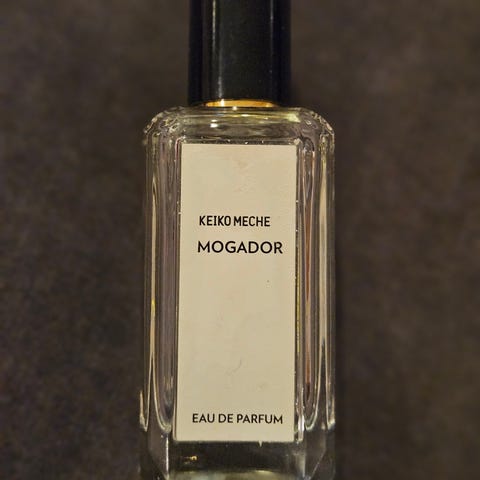 KEIKO MECHE
MOGADOR
EAU DE PARFUM